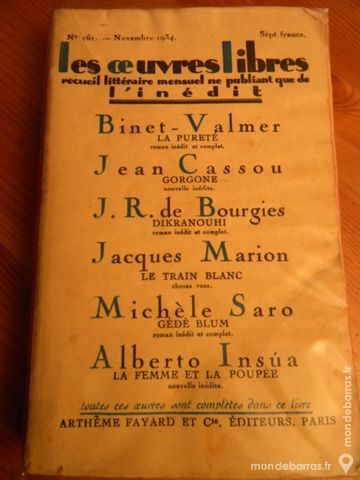 No 161. — Novembre 1934. Sept francs.
les œuvres libres
recueil littéraire mensuel ne publiant que de
l'inédit
Binet-Valmer
LA PURETÉ
roman inédit et complet.
Jean Cassou
GORGONE
nouvelle inédite.
J. R. de Bourgies
DIKRANOUHI
roman inédit et complet.
Jacques Marion
LE TRAIN BLANC
choses vues.
Michèle Saro
GÉDÉ BLUM
roman inédit et complet.
Alberto Insúa
LA FEMME ET LA POUPÉE
nouvelle inédite.
toutes ces œuvres sont complètes dans ce livre
ARTHÈME FAYARD ET Cie, ÉDITEURS, PARIS
mondebarras.fr
mondebarras.fr